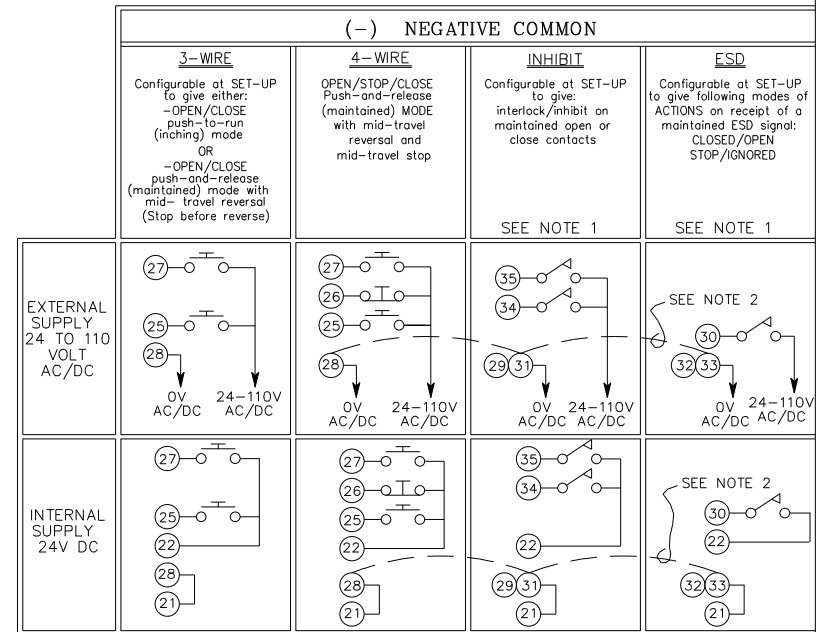 (-) NEGATIVE COMMON
3-WIRE
Configurable at SET-UP
to give either:
-OPEN/CLOSE
push-to-run
(inching) mode
OR
-OPEN/CLOSE
push-and-release
(maintained) mode with
mid- travel reversal
(Stop before reverse)
4-WIRE
OPEN/STOP/CLOSE
Push-and-release
(maintained) MODE
with mid-travel
reversal and
mid-travel stop
INHIBIT
Configurable at SET-UP
to give:
interlock/inhibit on
maintained open or
close contacts
SEE NOTE 1
ESD
Configurable at SET-UP
to give following modes of
ACTIONS on receipt of a
maintained ESD signal:
CLOSED/OPEN
STOP/IGNORED
SEE NOTE 1
EXTERNAL
SUPPLY
24 TO 110
VOLT
AC/DC
27
25
28
0V
AC/DC
24-110V
AC/DC
27
26
25
28
0V
AC/DC
24-110V
AC/DC
35
34
29 31
0V
AC/DC
24-110V
AC/DC
SEE NOTE 2
30
32 33
0V
AC/DC
24-110V
AC/DC
INTERNAL
SUPPLY
24V DC
27
25
22
28
21
27
26
25
22
28
21
35
34
22
29 31
21
SEE NOTE 2
30
22
32 33
21